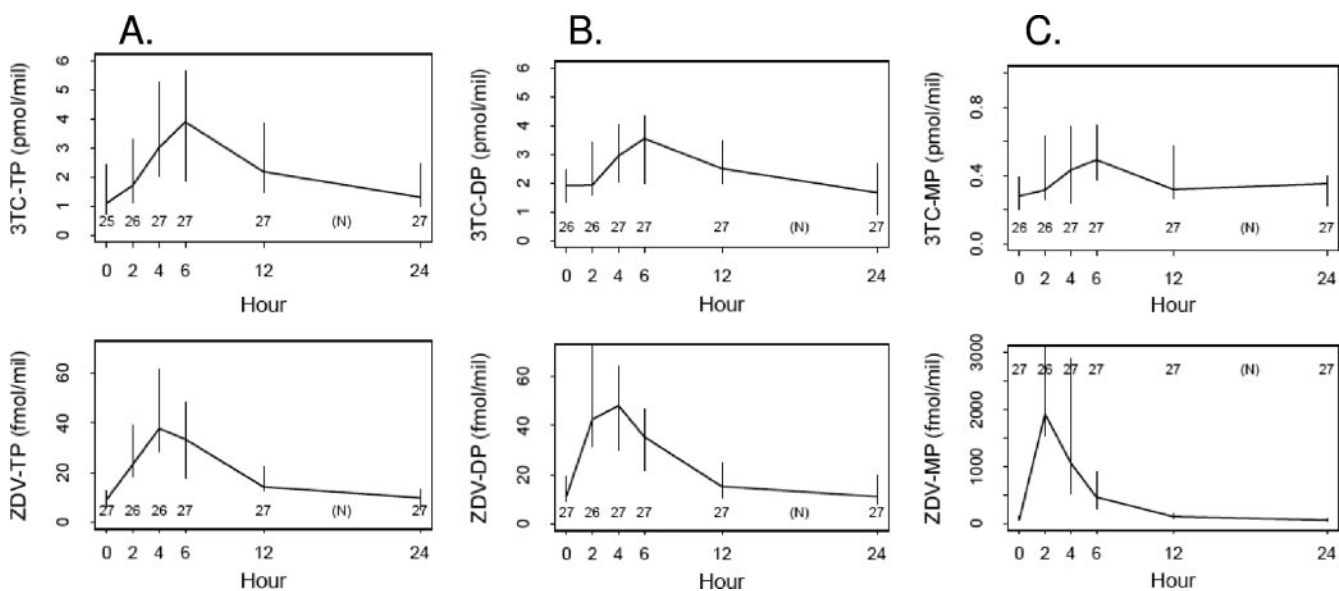 A.
3TC-TP (pmol/mil)
6
5
4
3
2
1
0
25 26 27 27 27 (N) 27
0 2 4 6 12 24
Hour
B.
3TC-DP (pmol/mil)
6
5
4
3
2
1
0
26 26 27 27 27 (N) 27
0 2 4 6 12 24
Hour
C.
3TC-MP (pmol/mil)
0.8
0.4
0.0
26 26 27 27 27 (N) 27
0 2 4 6 12 24
Hour
ZDV-TP (fmol/mil)
60
40
20
0
27 26 26 27 27 (N) 27
0 2 4 6 12 24
Hour
ZDV-DP (fmol/mil)
60
40
20
0
27 26 27 27 27 (N) 27
0 2 4 6 12 24
Hour
ZDV-MP (fmol/mil)
3000
1000
0
27 26 27 27 27 (N) 27
0 2 4 6 12 24
Hour